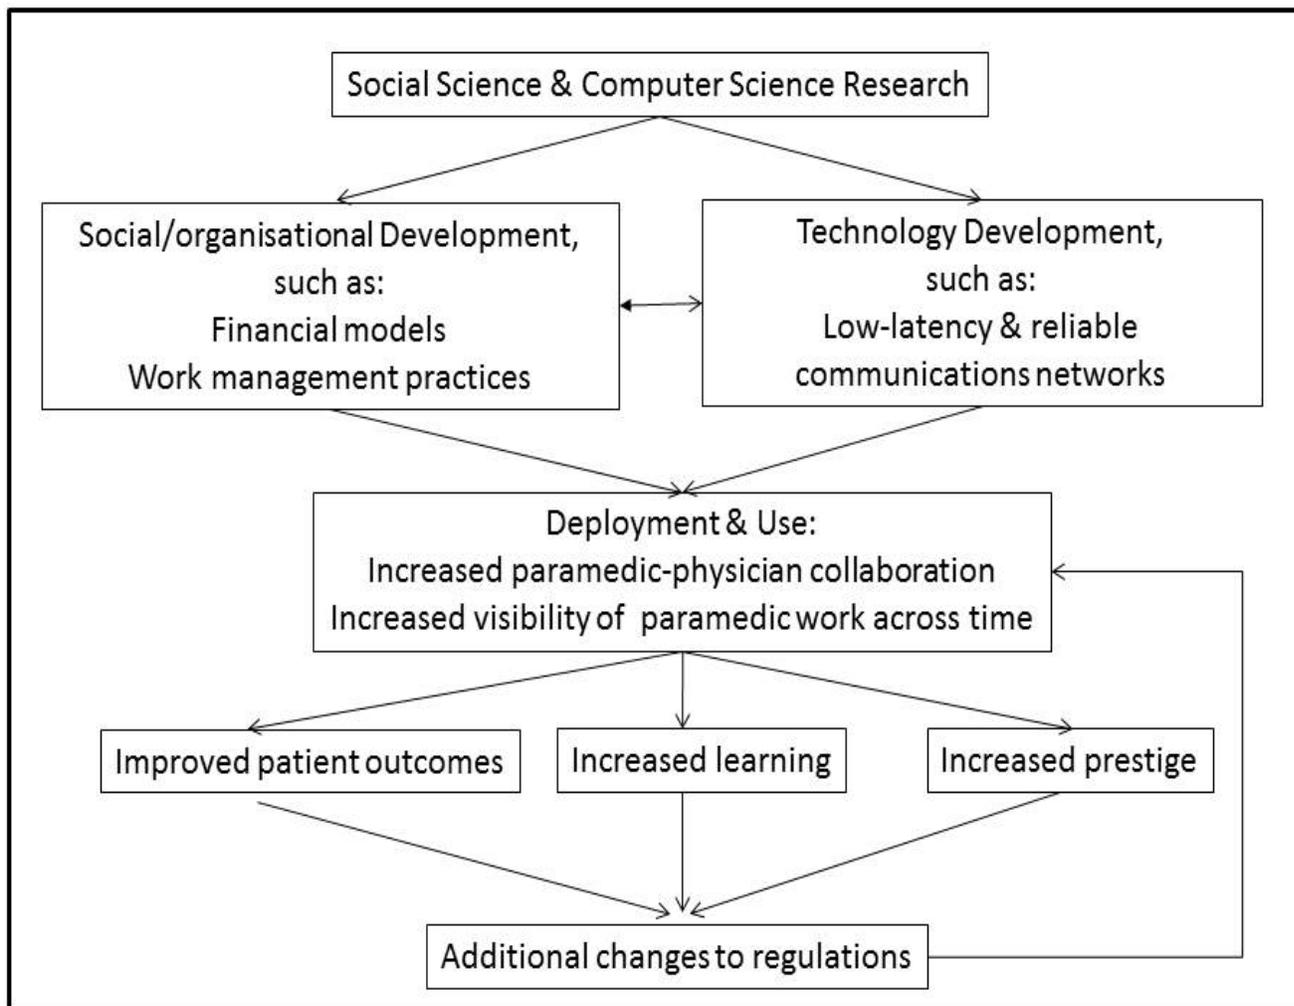 Social Science & Computer Science Research
Social/organisational Development,
such as:
Financial models
Work management practices
Technology Development,
such as:
Low-latency & reliable
communications networks
Deployment & Use:
Increased paramedic-physician collaboration
Increased visibility of paramedic work across time
Improved patient outcomes
Increased learning
Increased prestige
Additional changes to regulations